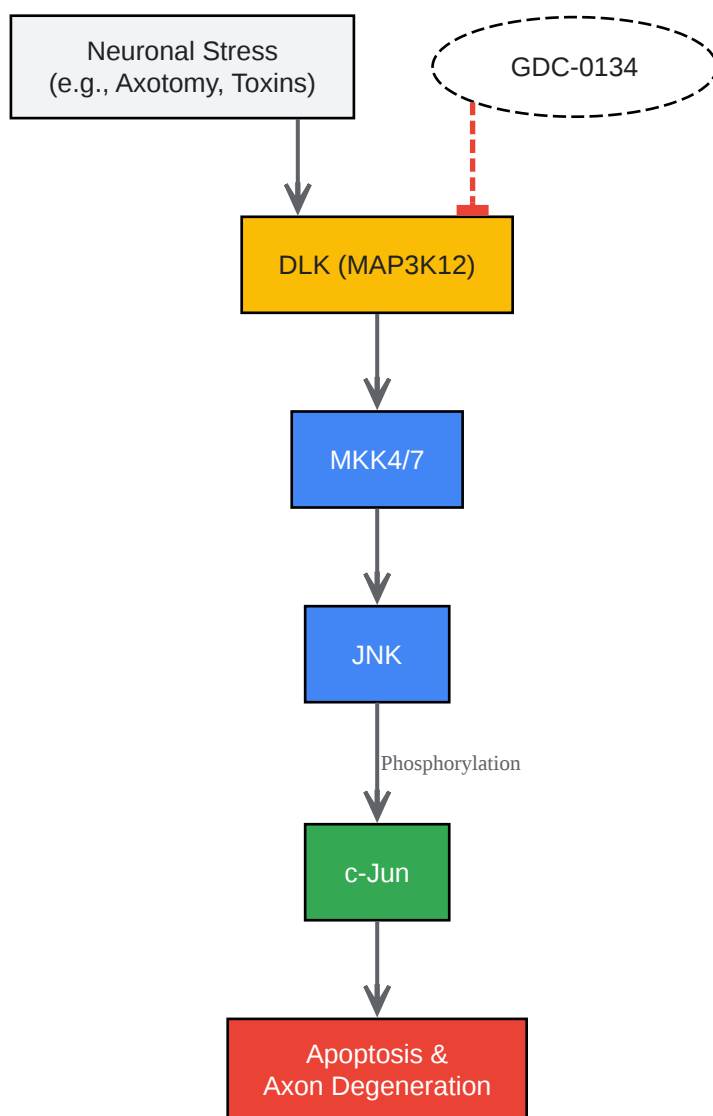 Neuronal Stress
(e.g., Axotomy, Toxins)
GDC-0134
DLK (MAP3K12)
MKK4/7
JNK
Phosphorylation
c-Jun
Apoptosis &
Axon Degeneration